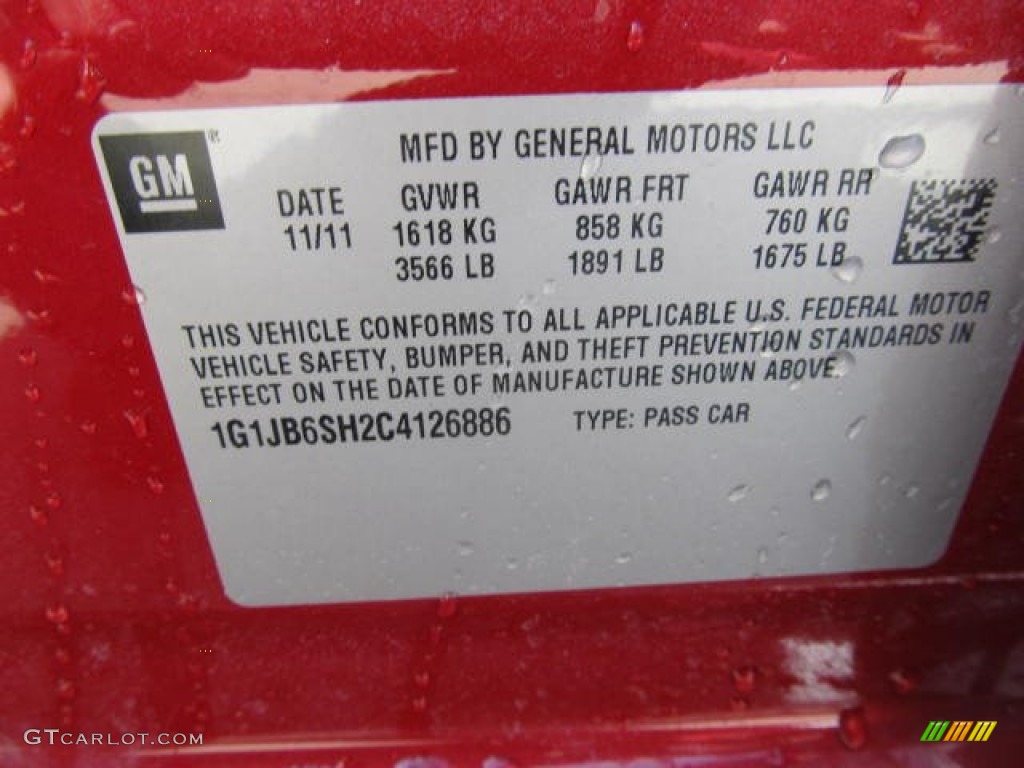 GM ®
MFD BY GENERAL MOTORS LLC
DATE GVWR GAWR FRT GAWR RR
11/11 1618 KG 858 KG 760 KG
3566 LB 1891 LB 1675 LB
THIS VEHICLE CONFORMS TO ALL APPLICABLE U.S. FEDERAL MOTOR
VEHICLE SAFETY, BUMPER, AND THEFT PREVENTION STANDARDS IN
EFFECT ON THE DATE OF MANUFACTURE SHOWN ABOVE.
1G1JB6SH2C4126886 TYPE: PASS CAR
GTCARLOT.COM